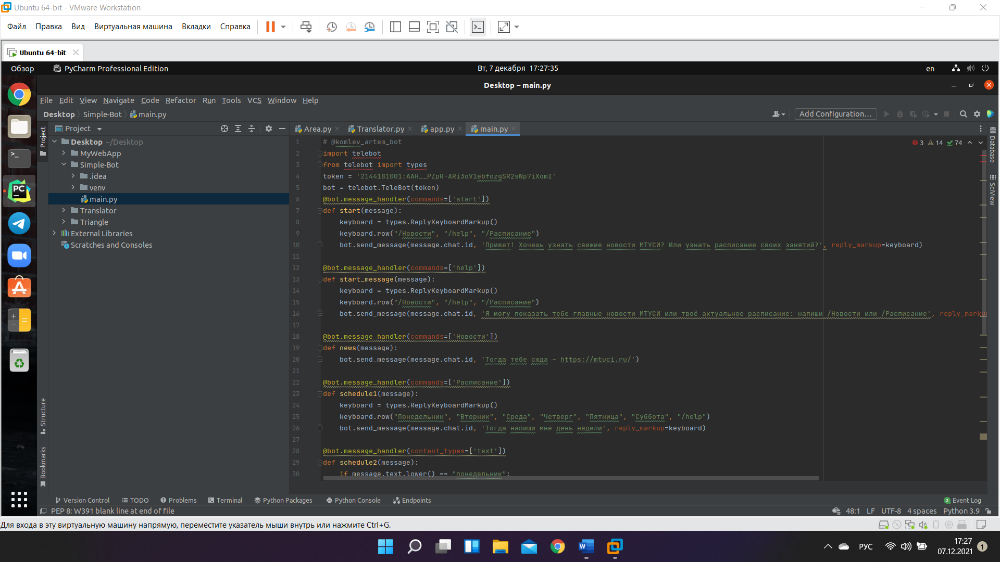 Ubuntu 64-bit - VMware Workstation
Файл Правка Вид Виртуальная машина Вкладки Справка
Ubuntu 64-bit
Обзор PyCharm Professional Edition Вт, 7 декабря 17:27:35 en
Desktop – main.py
File Edit View Navigate Code Refactor Run Tools VCS Window Help
Desktop Simple-Bot main.py Add Configuration...
Project
Project
Desktop ~/Desktop
MyWebApp
Simple-Bot
.idea
venv
main.py
Translator
Triangle
External Libraries
Scratches and Consoles
Structure
Bookmarks
Area.py Translator.py app.py main.py
3 14 74
Database
SciView
1 # @komlev_artem_bot
2 import telebot
3 from telebot import types
4 token = '2144181001:AAH__PZpR-ARi3oV1ebfozgSR2sWp7iXomI'
5 bot = telebot.TeleBot(token)
6 @bot.message_handler(commands=['start'])
7 def start(message):
8 keyboard = types.ReplyKeyboardMarkup()
9 keyboard.row("/Новости", "/help", "/Расписание")
10 bot.send_message(message.chat.id, 'Привет! Хочешь узнать свежие новости МТУСИ? Или узнать расписание своих занятий?', reply_markup=keyboard)
11
12 @bot.message_handler(commands=['help'])
13 def start_message(message):
14 keyboard = types.ReplyKeyboardMarkup()
15 keyboard.row("/Новости", "/help", "/Расписание")
16 bot.send_message(message.chat.id, 'Я могу показать тебе главные новости МТУСИ или твоё актуальное расписание: напиши /Новости или /Расписание', reply_marku
17
18 @bot.message_handler(commands=['Новости'])
19 def news(message):
20 bot.send_message(message.chat.id, 'Тогда тебе сюда – https://mtuci.ru/')
21
22 @bot.message_handler(commands=['Расписание'])
23 def schedule1(message):
24 keyboard = types.ReplyKeyboardMarkup()
25 keyboard.row("Понедельник", "Вторник", "Среда", "Четверг", "Пятница", "Суббота", "/help")
26 bot.send_message(message.chat.id, 'Тогда напиши мне день недели', reply_markup=keyboard)
27
28 @bot.message_handler(content_types=['text'])
29 def schedule2(message):
30 if message.text.lower() == "понедельник":
Version Control TODO Problems Terminal Python Packages Python Console Endpoints 2 Event Log
PEP 8: W391 blank line at end of file 48:1 LF UTF-8 4 spaces Python 3.9
Для входа в эту виртуальную машину напрямую, переместите указатель мыши внутрь или нажмите Ctrl+G.
РУС 17:27
07.12.2021 1